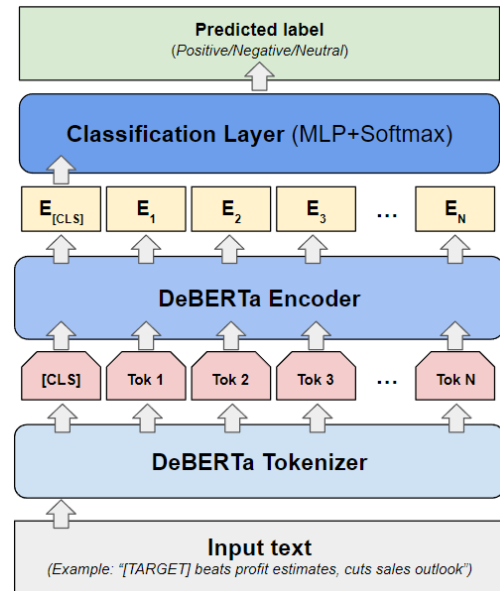 Predicted label
(Positive/Negative/Neutral)
Classification Layer (MLP+Softmax)
E[CLS] E1 E2 E3 ... EN
DeBERTa Encoder
[CLS] Tok 1 Tok 2 Tok 3 ... Tok N
DeBERTa Tokenizer
Input text
(Example: “[TARGET] beats profit estimates, cuts sales outlook”)